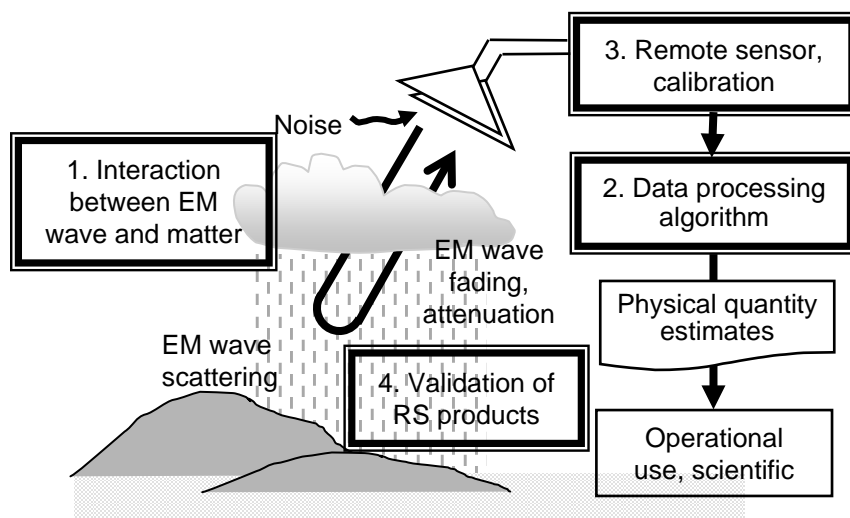 3. Remote sensor,
calibration
Noise
1. Interaction
between EM
wave and matter
2. Data processing
algorithm
EM wave
fading,
attenuation
Physical quantity
estimates
EM wave
scattering
4. Validation of
RS products
Operational
use, scientific